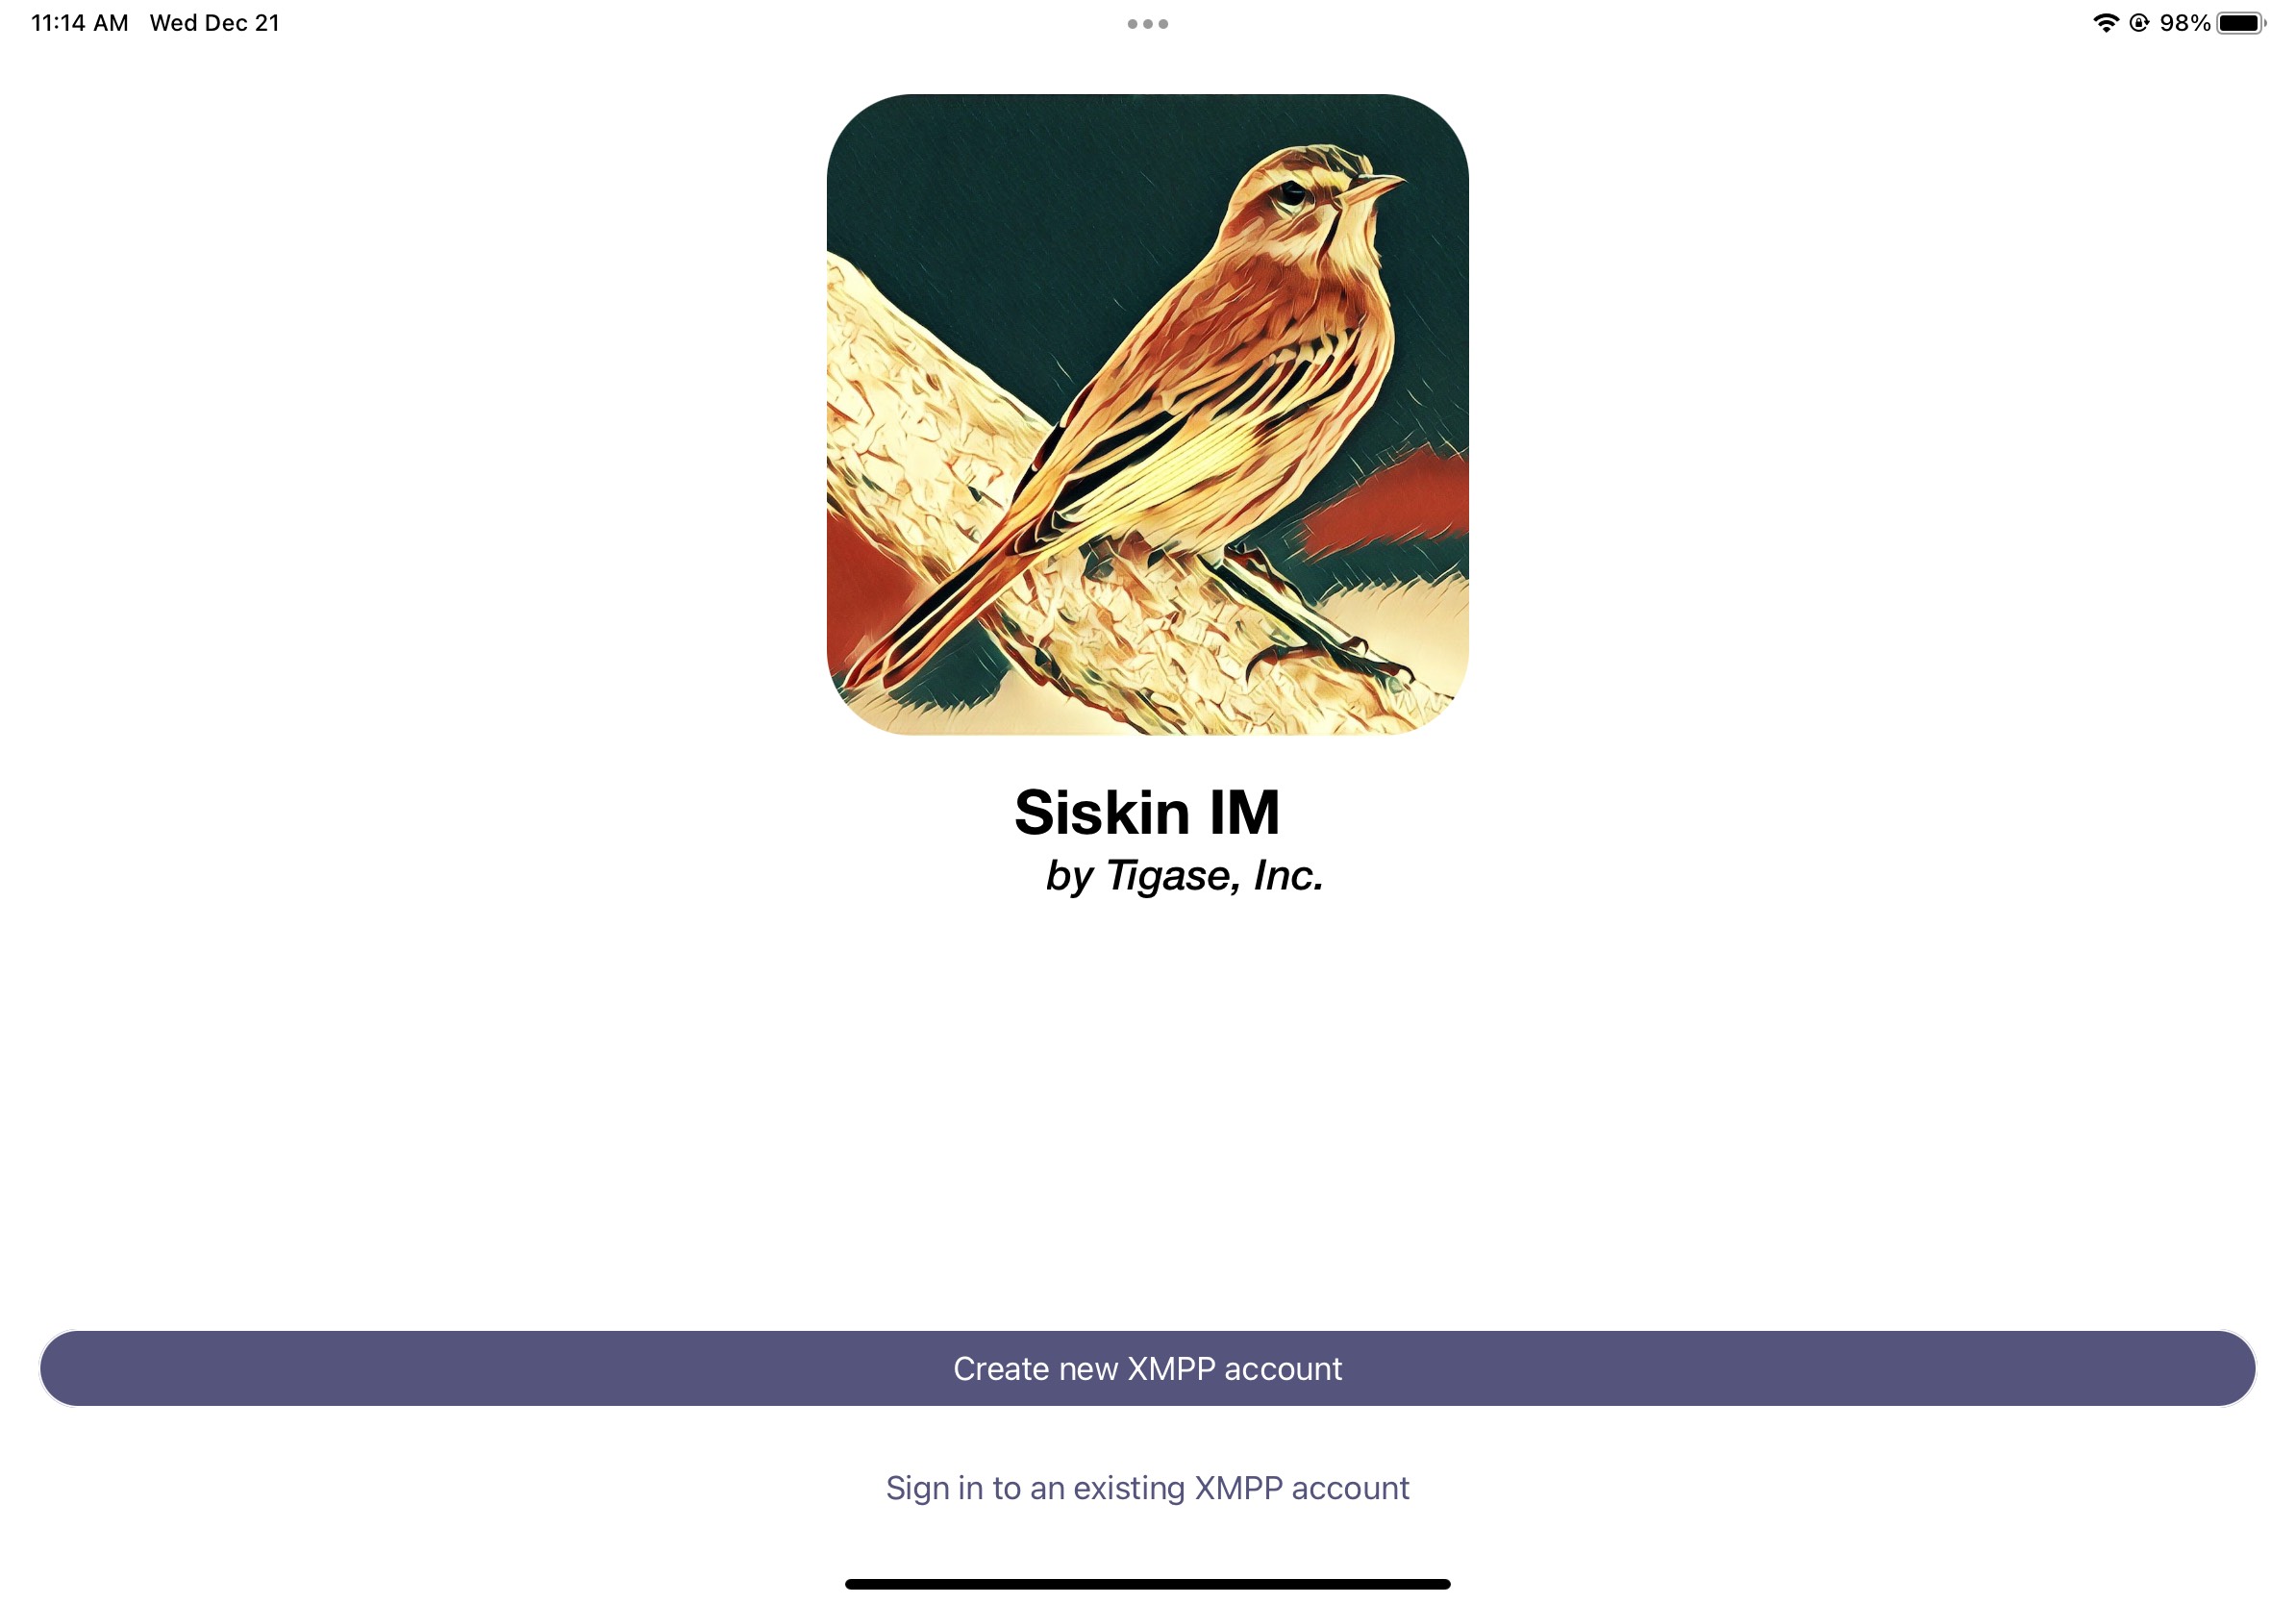 11:14 AM Wed Dec 21
98%
Siskin IM
by Tigase, Inc.
Create new XMPP account
Sign in to an existing XMPP account